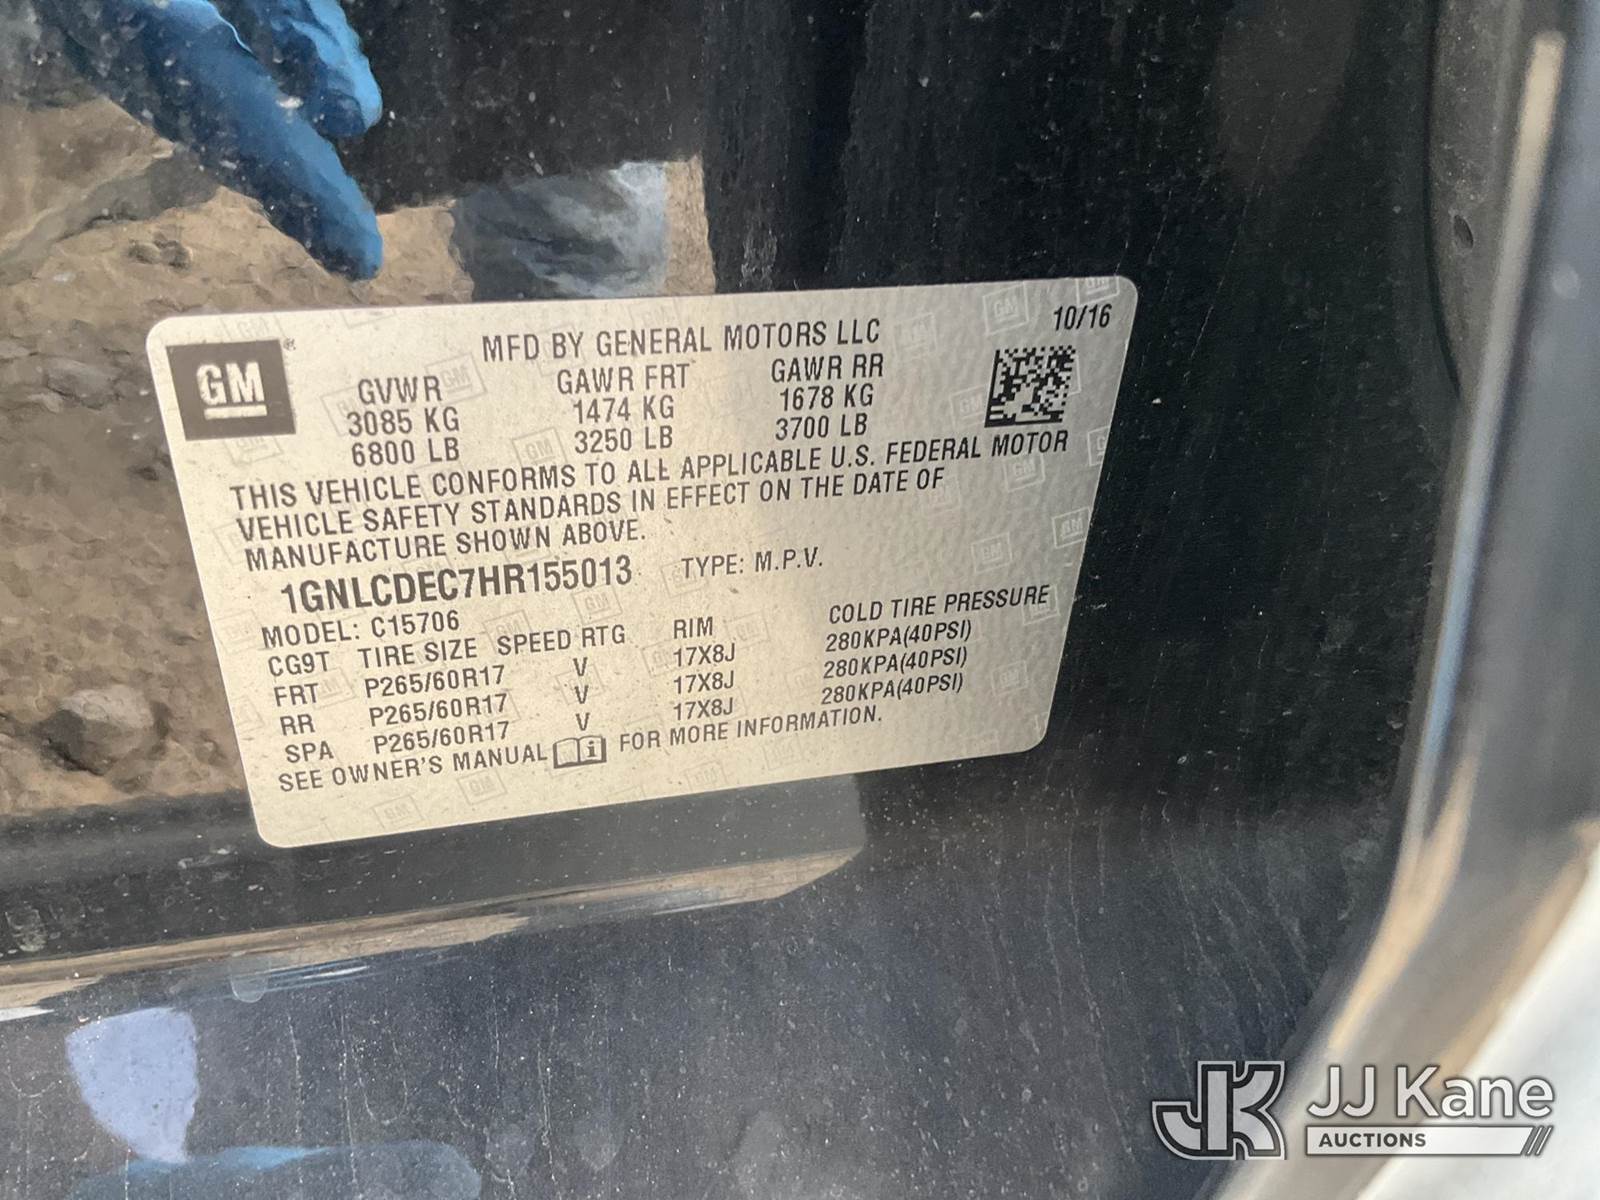 GM
MFD BY GENERAL MOTORS LLC
10/16
GVWR GAWR FRT GAWR RR
3085 KG 1474 KG 1678 KG
6800 LB 3250 LB 3700 LB
THIS VEHICLE CONFORMS TO ALL APPLICABLE U.S. FEDERAL MOTOR
VEHICLE SAFETY STANDARDS IN EFFECT ON THE DATE OF
MANUFACTURE SHOWN ABOVE.
1GNLCDEC7HR155013 TYPE: M.P.V.
MODEL: C15706
CG9T TIRE SIZE SPEED RTG RIM COLD TIRE PRESSURE
FRT P265/60R17 V 17X8J 280KPA(40PSI)
RR P265/60R17 V 17X8J 280KPA(40PSI)
SPA P265/60R17 V 17X8J 280KPA(40PSI)
SEE OWNER'S MANUAL FOR MORE INFORMATION.
JK JJ Kane
AUCTIONS